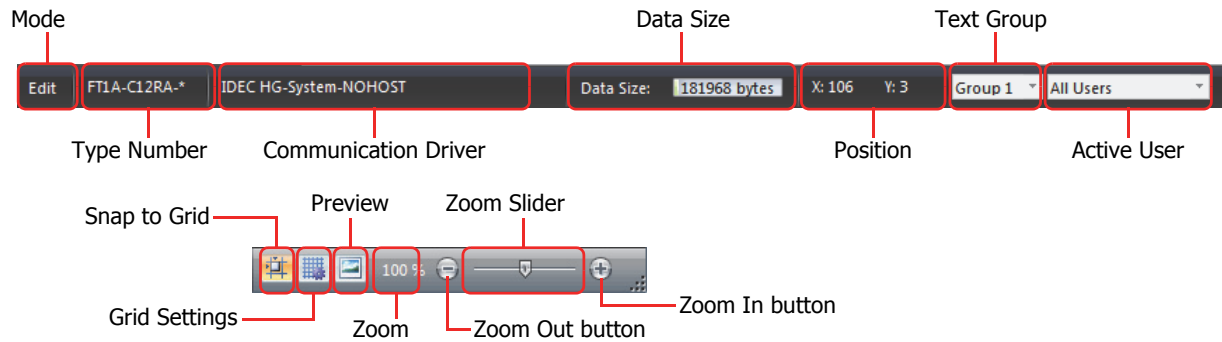 Mode Data Size Text Group
Edit FT1A-C12RA-* IDEC HG-System-NOHOST Data Size: 181968 bytes X: 106 Y: 3 Group 1 All Users
Type Number Communication Driver Position Active User
Snap to Grid Preview Zoom Slider
100 %
Grid Settings Zoom Zoom Out button Zoom In button